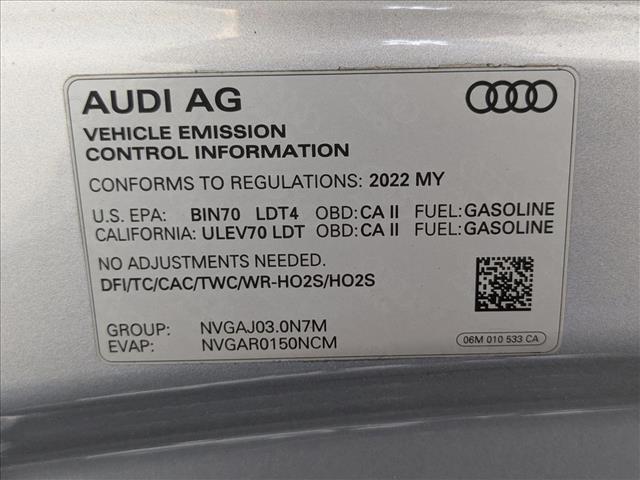 AUDI AG
VEHICLE EMISSION
CONTROL INFORMATION
CONFORMS TO REGULATIONS: 2022 MY
U.S. EPA: BIN70 LDT4 OBD: CA II FUEL: GASOLINE
CALIFORNIA: ULEV70 LDT OBD: CA II FUEL: GASOLINE
NO ADJUSTMENTS NEEDED.
DFI/TC/CAC/TWC/WR-HO2S/HO2S
GROUP: NVGAJ03.0N7M
EVAP: NVGAR0150NCM
06M 010 533 CA